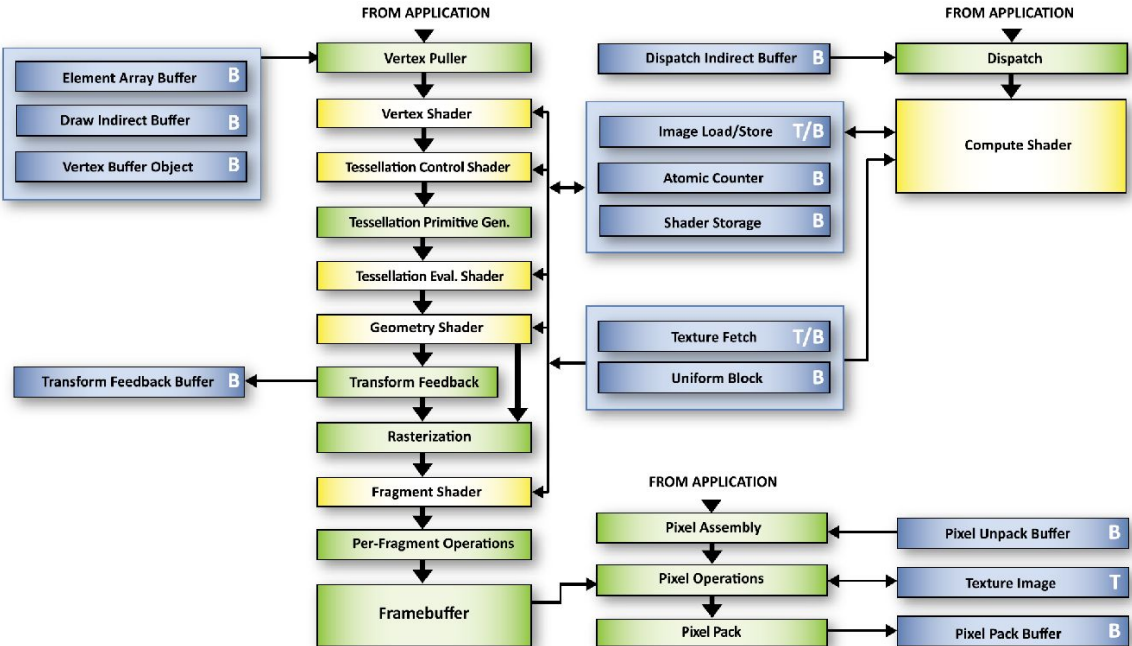 FROM APPLICATION
Vertex Puller
Element Array Buffer B
Draw Indirect Buffer B
Vertex Buffer Object B
Vertex Shader
Tessellation Control Shader
Tessellation Primitive Gen.
Tessellation Eval. Shader
Geometry Shader
Transform Feedback
Transform Feedback Buffer B
Rasterization
Fragment Shader
Per-Fragment Operations
Framebuffer
FROM APPLICATION
Dispatch Indirect Buffer B
Dispatch
Image Load/Store T/B
Atomic Counter B
Shader Storage B
Compute Shader
Texture Fetch T/B
Uniform Block B
FROM APPLICATION
Pixel Assembly
Pixel Unpack Buffer B
Pixel Operations
Texture Image T
Pixel Pack
Pixel Pack Buffer B